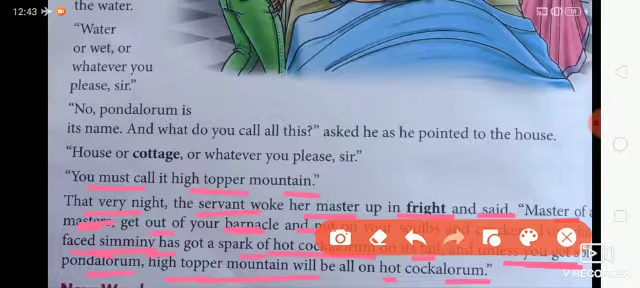 12:43
the water.
“Water
or wet, or
whatever you
please, sir.”
“No, pondalorum is
its name. And what do you call all this?” asked he as he pointed to the house.
“House or cottage, or whatever you please, sir.”
“You must call it high topper mountain.”
That very night, the servant woke her master up in fright and said, “Master of
masters, get out of your barnacle and put on your
faced simminy has got a spark of hot cockalorum on its tail and unless you get
pondalorum, high topper mountain will be all on hot cockalorum.”
V RECORDER